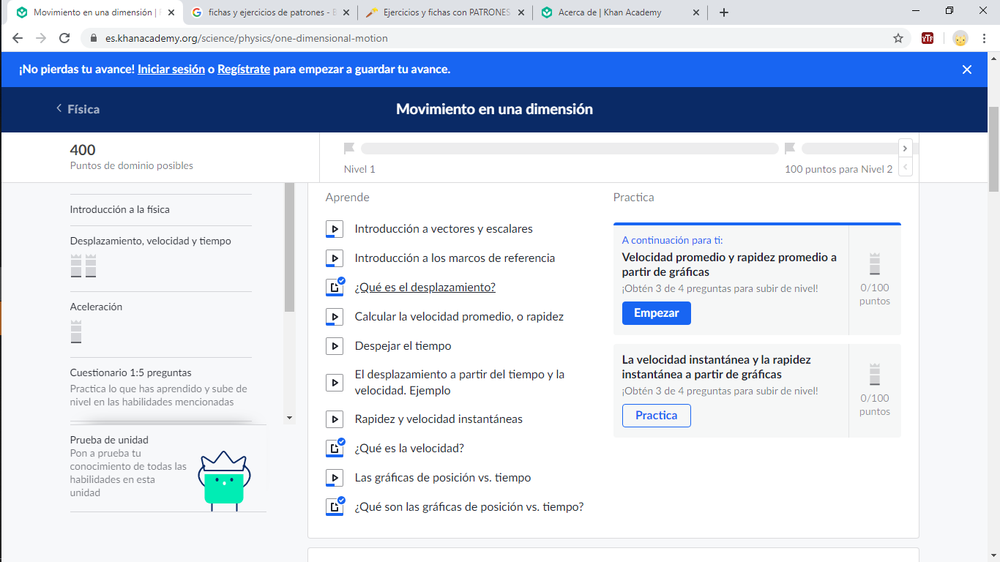 Movimiento en una dimensión |
fichas y ejercicios de patrones -
Ejercicios y fichas con PATRONES
Acerca de | Khan Academy
es.khanacademy.org/science/physics/one-dimensional-motion
YTF
¡No pierdas tu avance! Iniciar sesión o Regístrate para empezar a guardar tu avance.
Física
Movimiento en una dimensión
400
Puntos de dominio posibles
Nivel 1
100 puntos para Nivel 2
Introducción a la física
Desplazamiento, velocidad y tiempo
Aceleración
Cuestionario 1:5 preguntas
Practica lo que has aprendido y sube de
nivel en las habilidades mencionadas
Prueba de unidad
Pon a prueba tu
conocimiento de todas las
habilidades en esta
unidad
Aprende
Introducción a vectores y escalares
Introducción a los marcos de referencia
¿Qué es el desplazamiento?
Calcular la velocidad promedio, o rapidez
Despejar el tiempo
El desplazamiento a partir del tiempo y la
velocidad. Ejemplo
Rapidez y velocidad instantáneas
¿Qué es la velocidad?
Las gráficas de posición vs. tiempo
¿Qué son las gráficas de posición vs. tiempo?
Practica
A continuación para ti:
Velocidad promedio y rapidez promedio a
partir de gráficas
¡Obtén 3 de 4 preguntas para subir de nivel!
Empezar
0/100
puntos
La velocidad instantánea y la rapidez
instantánea a partir de gráficas
¡Obtén 3 de 4 preguntas para subir de nivel!
Practica
0/100
puntos